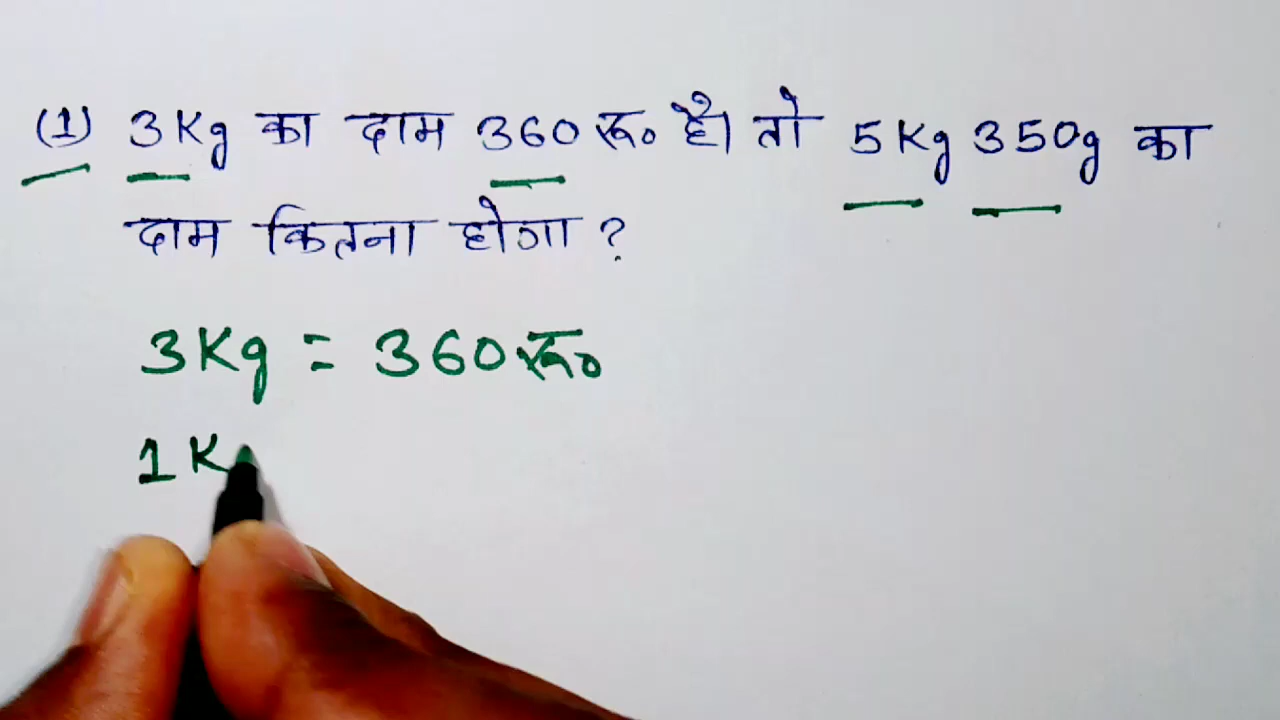 (1) 3Kg का दाम 360 रू० है। तो 5Kg 350g का
दाम कितना होगा ?
3Kg = 360 रू०
1K